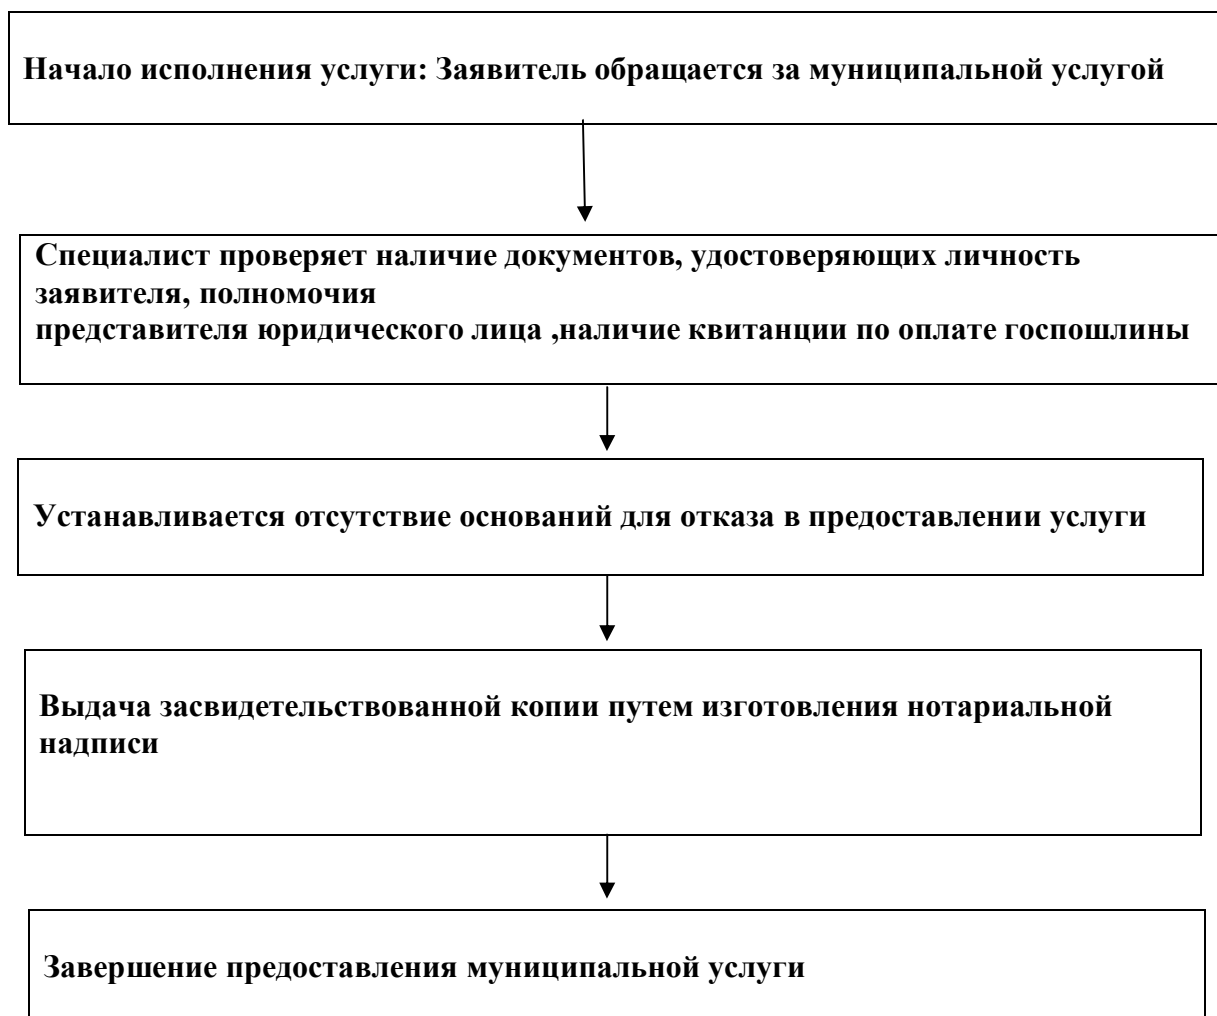 Начало исполнения услуги: Заявитель обращается за муниципальной услугой
Специалист проверяет наличие документов, удостоверяющих личность
заявителя, полномочия
представителя юридического лица ,наличие квитанции по оплате госпошлины
Устанавливается отсутствие оснований для отказа в предоставлении услуги
Выдача засвидетельствованной копии путем изготовления нотариальной
надписи
Завершение предоставления муниципальной услуги